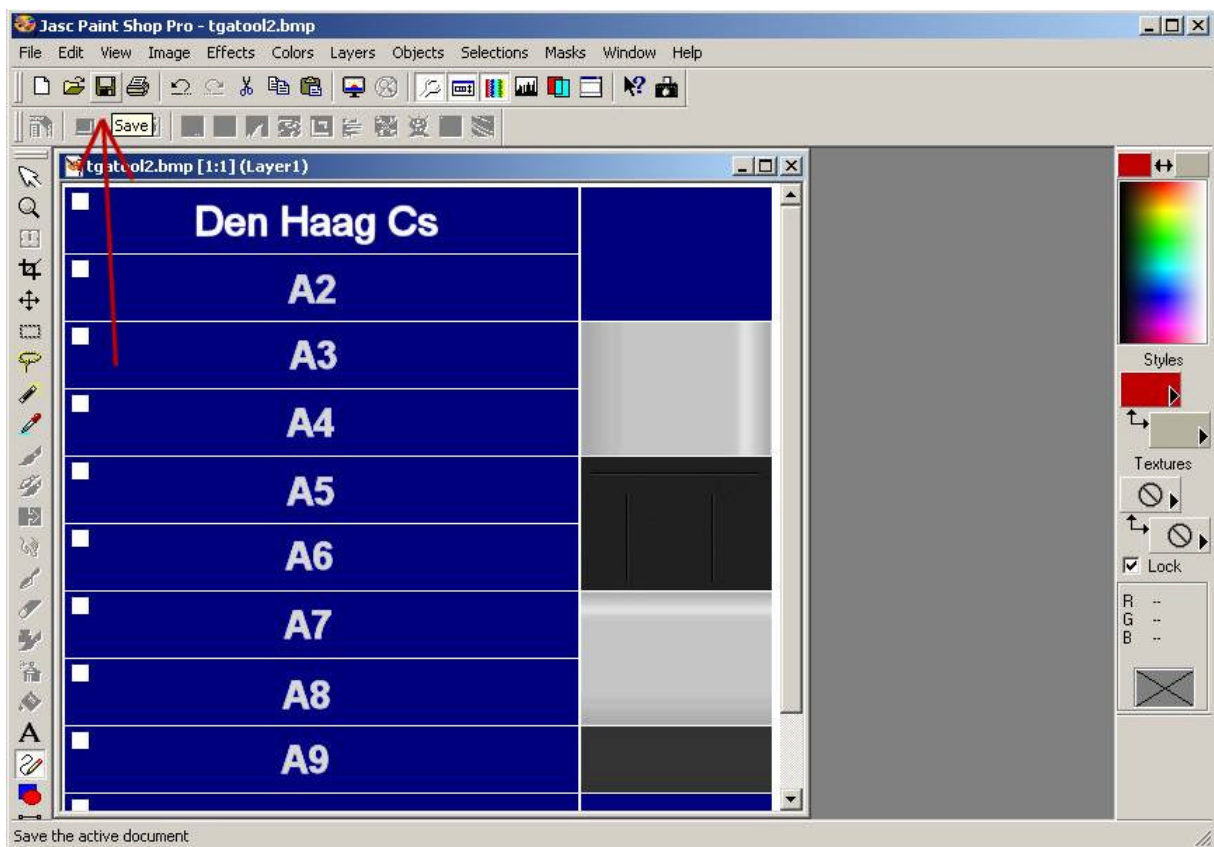 Jasc Paint Shop Pro - tgatool2.bmp
File Edit View Image Effects Colors Layers Objects Selections Masks Window Help
Save
tgatool2.bmp [1:1] (Layer1)
Den Haag Cs
A2
A3
A4
A5
A6
A7
A8
A9
Styles
Textures
Lock
R --
G --
B --
Save the active document